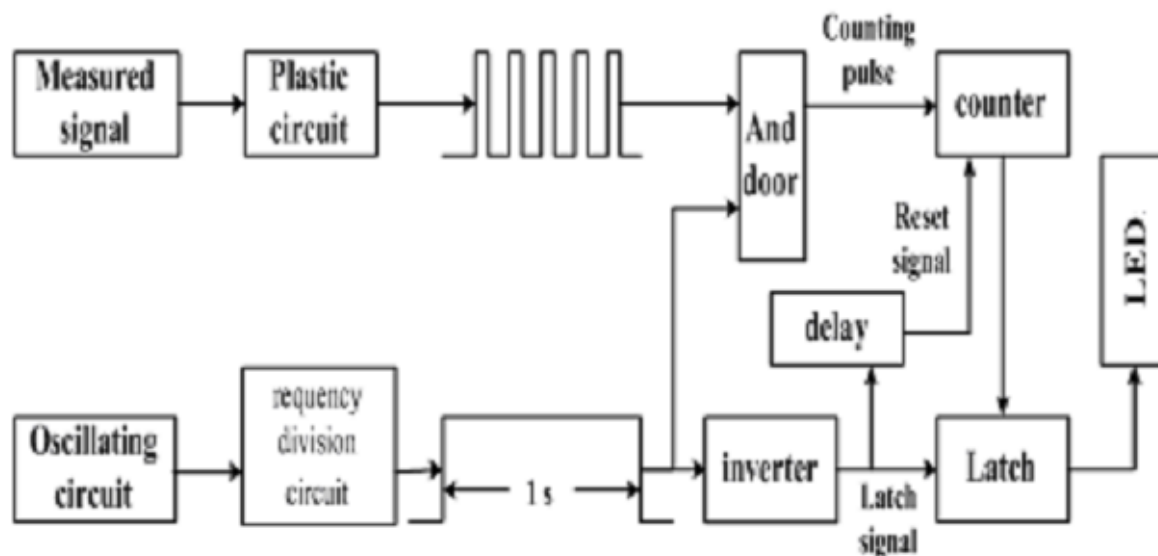 Measured
signal
Plastic
circuit
And
door
Counting
pulse
counter
Reset
signal
LED.
delay
Oscillating
circuit
requency
division
circuit
1 s
inverter
Latch
signal
Latch